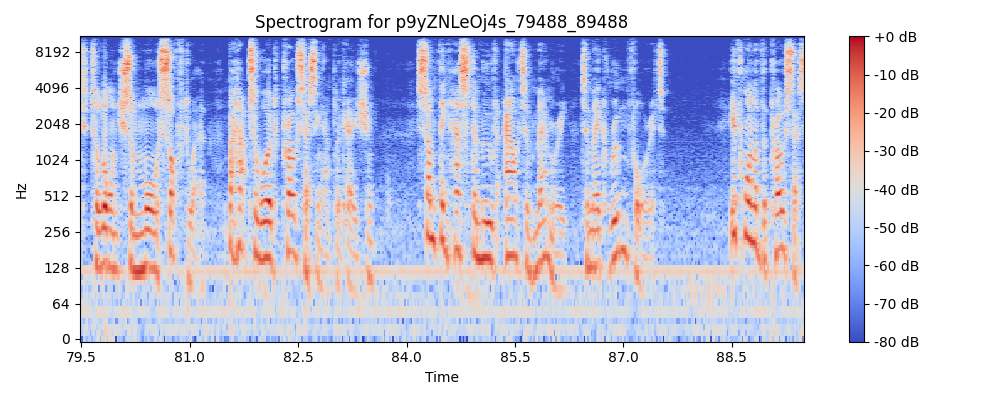 Spectrogram for p9yZNLeOj4s_79488_89488
Hz
8192
4096
2048
1024
512
256
128
64
0
79.5 81.0 82.5 84.0 85.5 87.0 88.5
Time
+0 dB
-10 dB
-20 dB
-30 dB
-40 dB
-50 dB
-60 dB
-70 dB
-80 dB